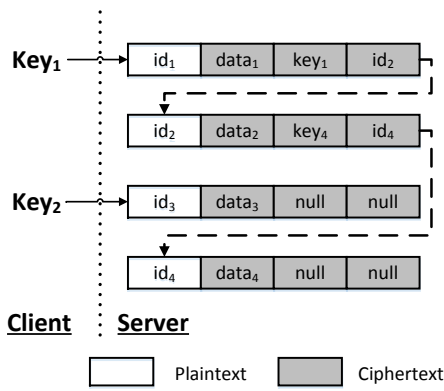 Key₁ id₁ data₁ key₁ id₂
id₂ data₂ key₄ id₄
Key₂ id₃ data₃ null null
id₄ data₄ null null
Client Server
Plaintext Ciphertext